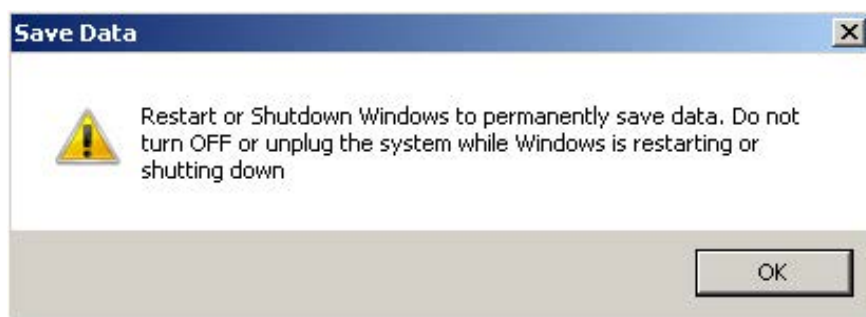 Save Data
Restart or Shutdown Windows to permanently save data. Do not
turn OFF or unplug the system while Windows is restarting or
shutting down
OK